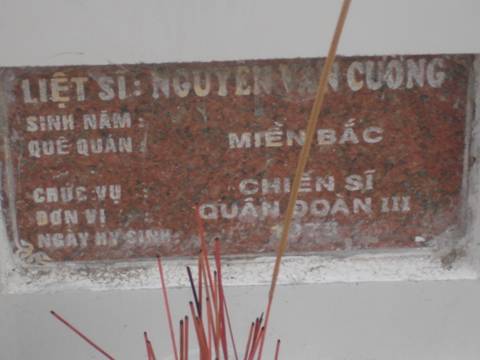 LIỆT SĨ: NGUYỄN VĂN CƯỜNG
SINH NĂM :
QUÊ QUÁN : MIỀN BẮC
CHỨC VỤ : CHIẾN SĨ
ĐƠN VỊ : QUÂN ĐOÀN III
NGÀY HY SINH: